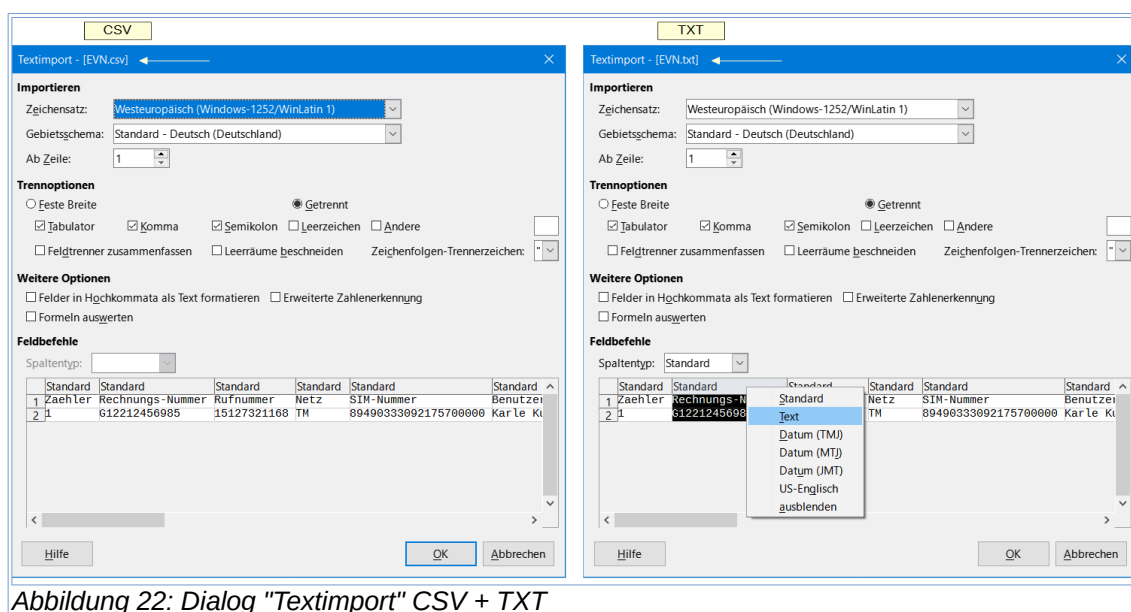 CSV
Textimport - [EVN.csv]
Importieren
Zeichensatz: Westeuropäisch (Windows-1252/WinLatin 1)
Gebietsschema: Standard - Deutsch (Deutschland)
Ab Zeile: 1
Trennoptionen
Feste Breite Getrennt
Tabulator Komma Semikolon Leerzeichen Andere
Feldtrenner zusammenfassen Leerräume beschneiden Zeichenfolgen-Trennerzeichen: "
Weitere Optionen
Felder in Hochkommata als Text formatieren Erweiterte Zahlenerkennung
Formeln auswerten
Feldbefehle
Spaltentyp:
Standard Standard Standard Standard Standard Standard
1 Zaehler Rechnungs-Nummer Rufnummer Netz SIM-Nummer Benutzer
2 1 G12212456985 15127321168 TM 89490333092175700000 Karle Ku
Hilfe OK Abbrechen
TXT
Textimport - [EVN.txt]
Importieren
Zeichensatz: Westeuropäisch (Windows-1252/WinLatin 1)
Gebietsschema: Standard - Deutsch (Deutschland)
Ab Zeile: 1
Trennoptionen
Feste Breite Getrennt
Tabulator Komma Semikolon Leerzeichen Andere
Feldtrenner zusammenfassen Leerräume beschneiden Zeichenfolgen-Trennerzeichen: "
Weitere Optionen
Felder in Hochkommata als Text formatieren Erweiterte Zahlenerkennung
Formeln auswerten
Feldbefehle
Spaltentyp: Standard
Standard Standard Standard Standard Standard Standard
1 Zaehler Rechnungs-N Netz SIM-Nummer Benutzer
2 1 G1221245698 TM 89490333092175700000 Karle Ku
Standard
Text
Datum (TMJ)
Datum (MTJ)
Datum (JMT)
US-Englisch
ausblenden
Hilfe OK Abbrechen
Abbildung 22: Dialog "Textimport" CSV + TXT